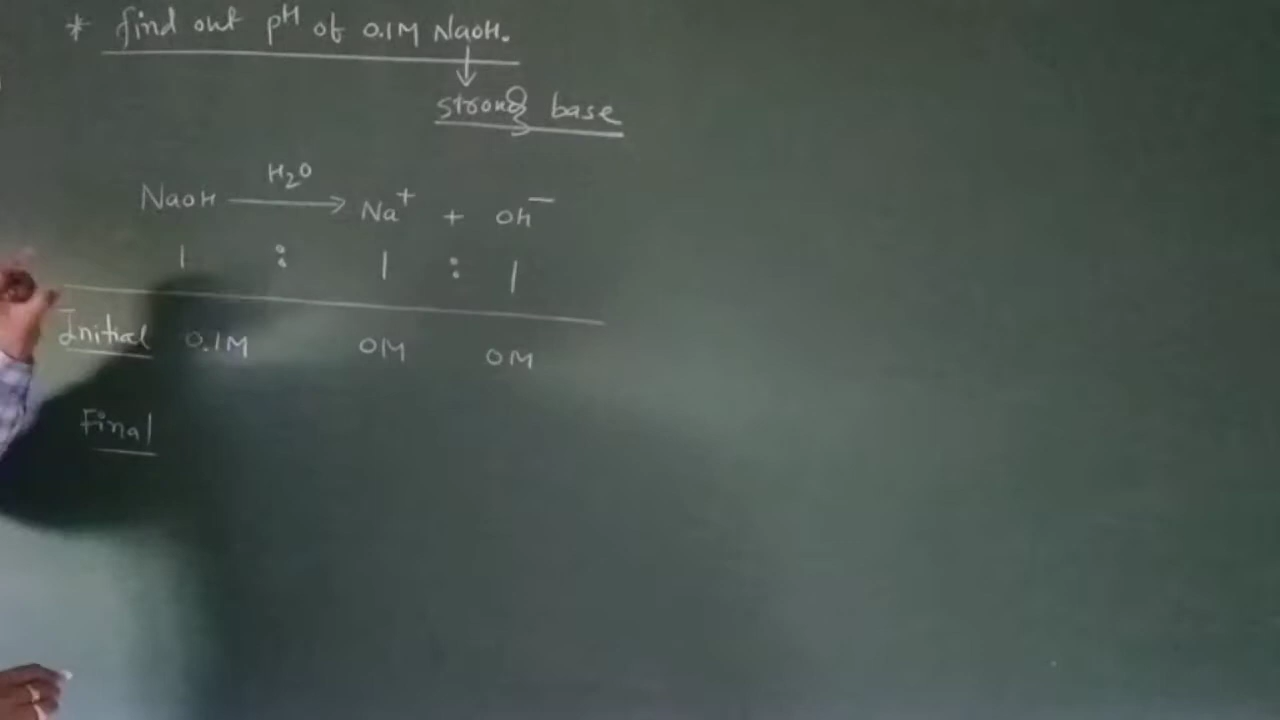 * find out pH of 0.1M NaOH.
strong base
NaOH H2O → Na+ + OH−
1 : 1 : 1
Initial 0.1M 0M 0M
Final